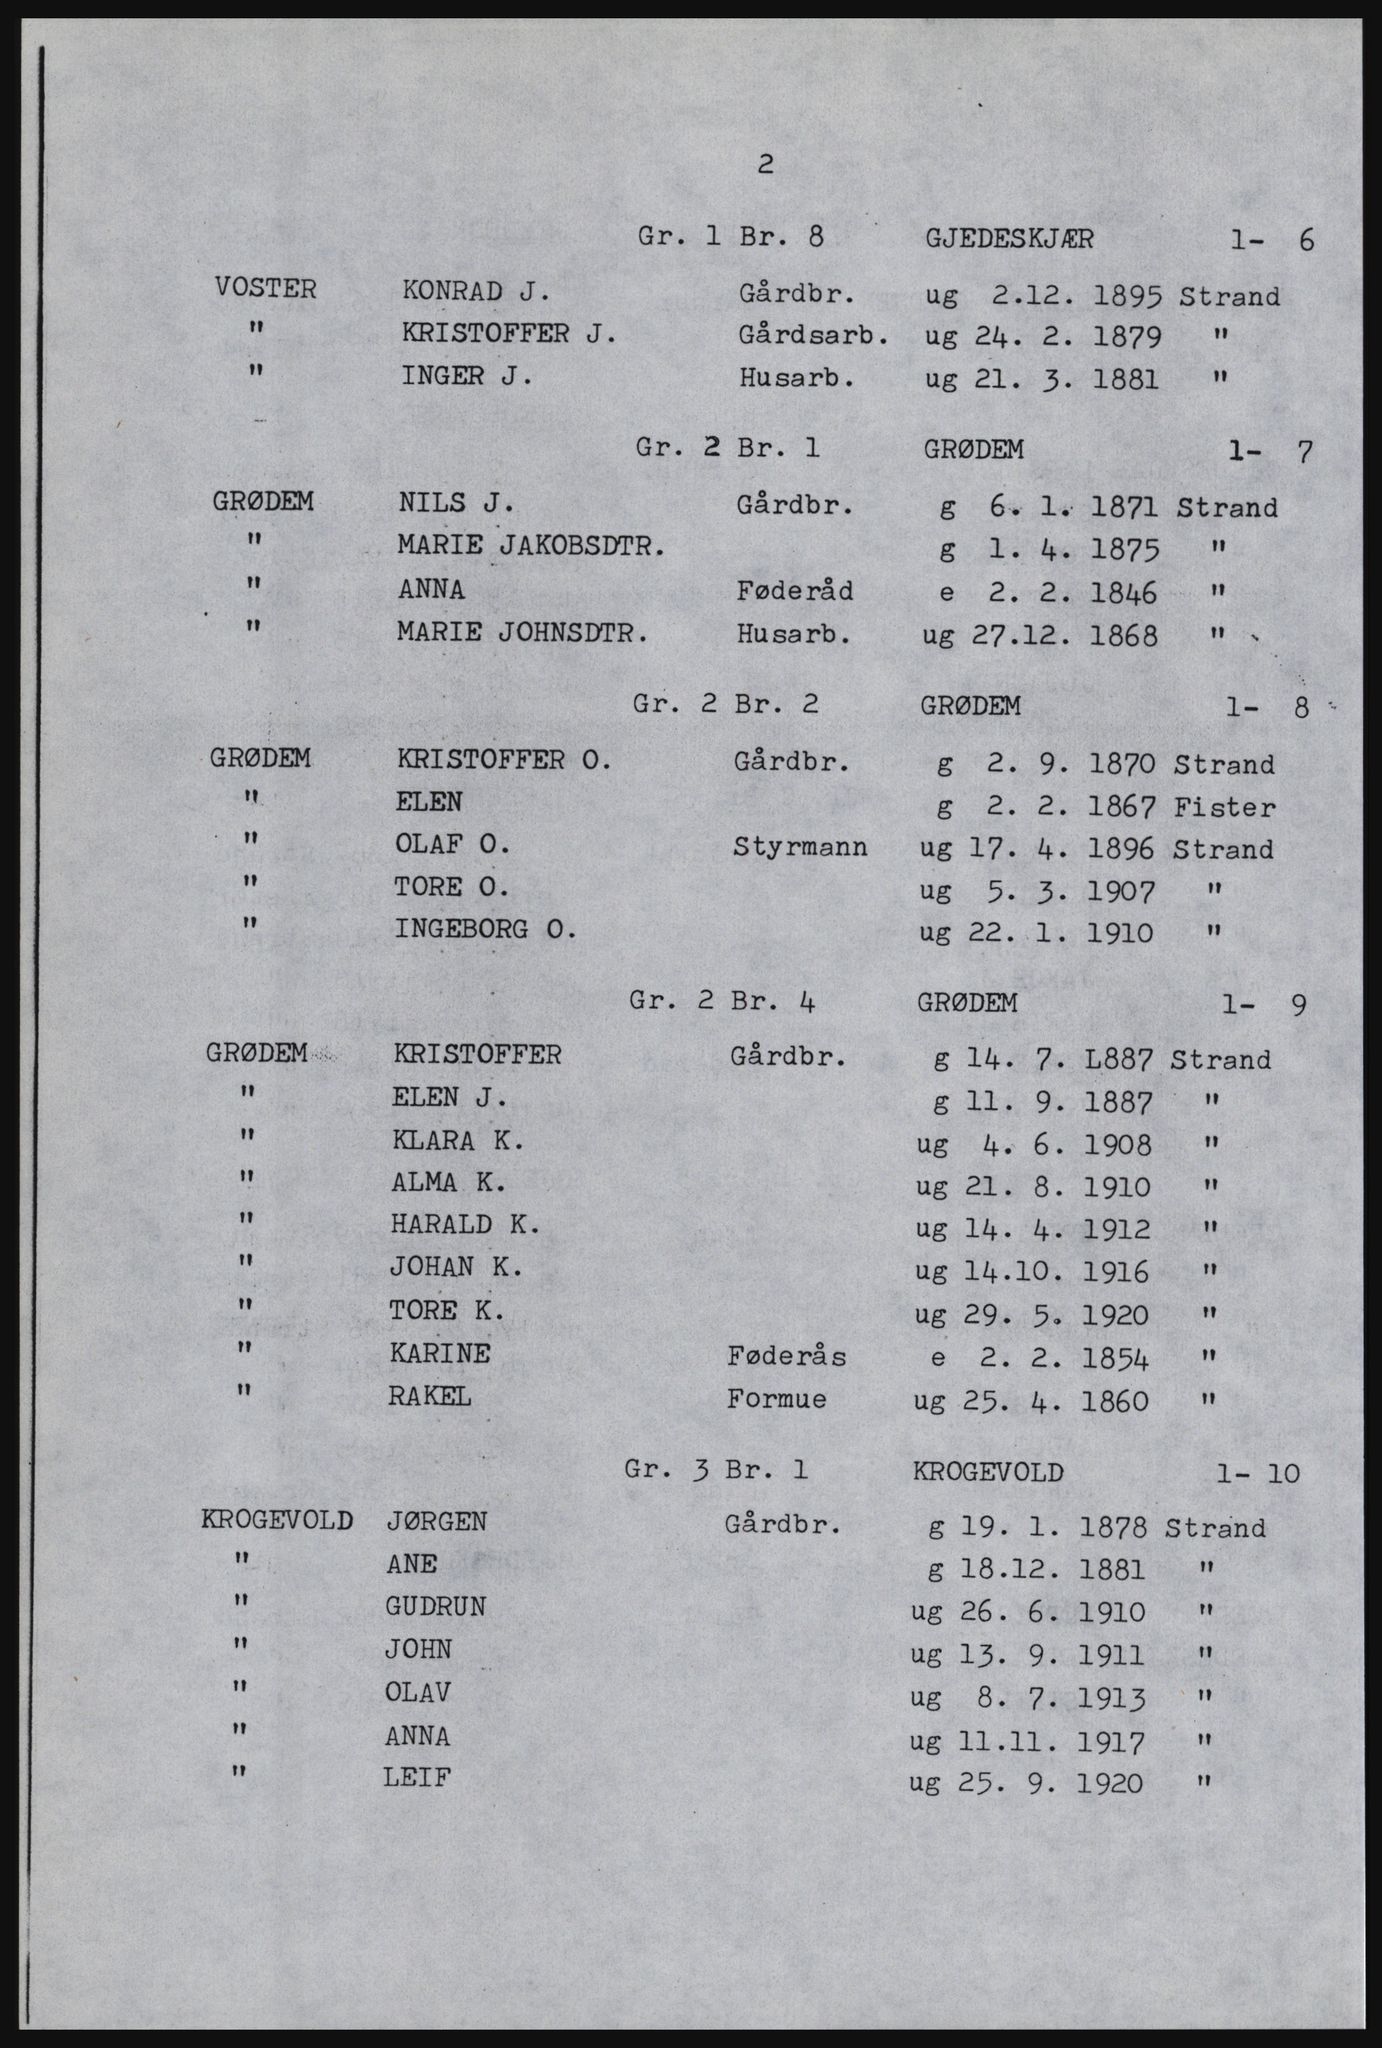 2
Gr. 1 Br. 8 GJEDESKJÆR 1- 6
VOSTER KONRAD J. Gårdbr. ug 2.12. 1895 Strand
" KRISTOFFER J. Gårdsarb. ug 24. 2. 1879 "
" INGER J. Husarb. ug 21. 3. 1881 "
Gr. 2 Br. 1 GRØDEM 1- 7
GRØDEM NILS J. Gårdbr. g 6. 1. 1871 Strand
" MARIE JAKOBSDTR. g 1. 4. 1875 "
" ANNA Føderåd e 2. 2. 1846 "
" MARIE JOHNSDTR. Husarb. ug 27.12. 1868 "
Gr. 2 Br. 2 GRØDEM 1- 8
GRØDEM KRISTOFFER O. Gårdbr. g 2. 9. 1870 Strand
" ELEN g 2. 2. 1867 Fister
" OLAF O. Styrmann ug 17. 4. 1896 Strand
" TORE O. ug 5. 3. 1907 "
" INGEBORG O. ug 22. 1. 1910 "
Gr. 2 Br. 4 GRØDEM 1- 9
GRØDEM KRISTOFFER Gårdbr. g 14. 7. L887 Strand
" ELEN J. g 11. 9. 1887 "
" KLARA K. ug 4. 6. 1908 "
" ALMA K. ug 21. 8. 1910 "
" HARALD K. ug 14. 4. 1912 "
" JOHAN K. ug 14.10. 1916 "
" TORE K. ug 29. 5. 1920 "
" KARINE Føderås e 2. 2. 1854 "
" RAKEL Formue ug 25. 4. 1860 "
Gr. 3 Br. 1 KROGEVOLD 1- 10
KROGEVOLD JØRGEN Gårdbr. g 19. 1. 1878 Strand
" ANE g 18.12. 1881 "
" GUDRUN ug 26. 6. 1910 "
" JOHN ug 13. 9. 1911 "
" OLAV ug 8. 7. 1913 "
" ANNA ug 11.11. 1917 "
" LEIF ug 25. 9. 1920 "